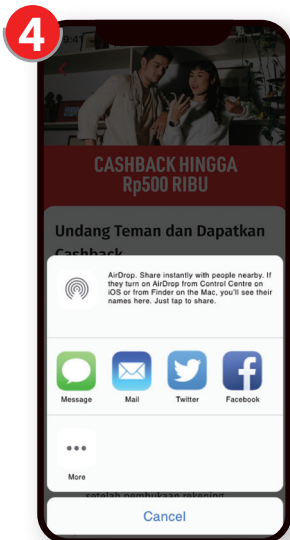 4
9:41
CASHBACK HINGGA
Rp500 RIBU
Undang Teman dan Dapatkan
Cashback
AirDrop. Share instantly with people nearby. If
they turn on AirDrop from Control Centre on
iOS or from Finder on the Mac, you'll see their
names here. Just tap to share.
Message Mail Twitter Facebook
More
setelah pembukaan rekening
Cancel